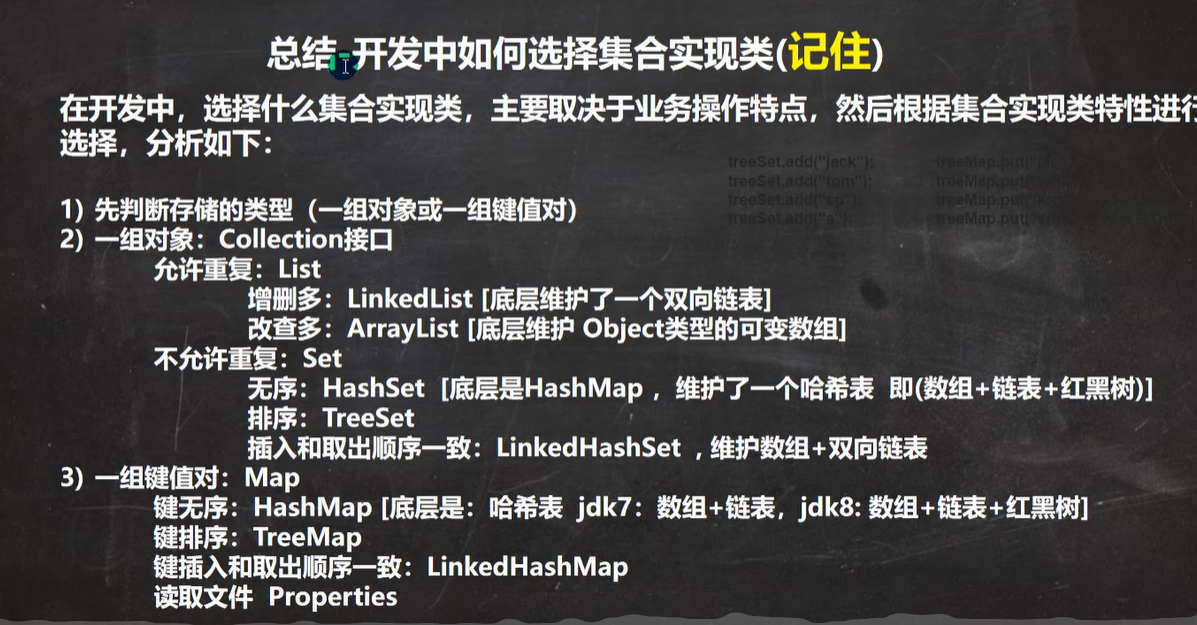 总结 开发中如何选择集合实现类(记住)
在开发中，选择什么集合实现类，主要取决于业务操作特点，然后根据集合实现类特性进行
选择，分析如下：
treeSet.add("jack");
treeSet.add("tom");
treeSet.add("sp");
treeSet.add("a");
treeMap.put("
treeMap.put(
treeMap.put(
treeMap.put(
1) 先判断存储的类型（一组对象或一组键值对）
2) 一组对象：Collection接口
允许重复：List
增删多：LinkedList [底层维护了一个双向链表]
改查多：ArrayList [底层维护 Object类型的可变数组]
不允许重复：Set
无序：HashSet [底层是HashMap ，维护了一个哈希表 即(数组+链表+红黑树)]
排序：TreeSet
插入和取出顺序一致：LinkedHashSet , 维护数组+双向链表
3) 一组键值对：Map
键无序：HashMap [底层是：哈希表 jdk7：数组+链表，jdk8: 数组+链表+红黑树]
键排序：TreeMap
键插入和取出顺序一致：LinkedHashMap
读取文件 Properties